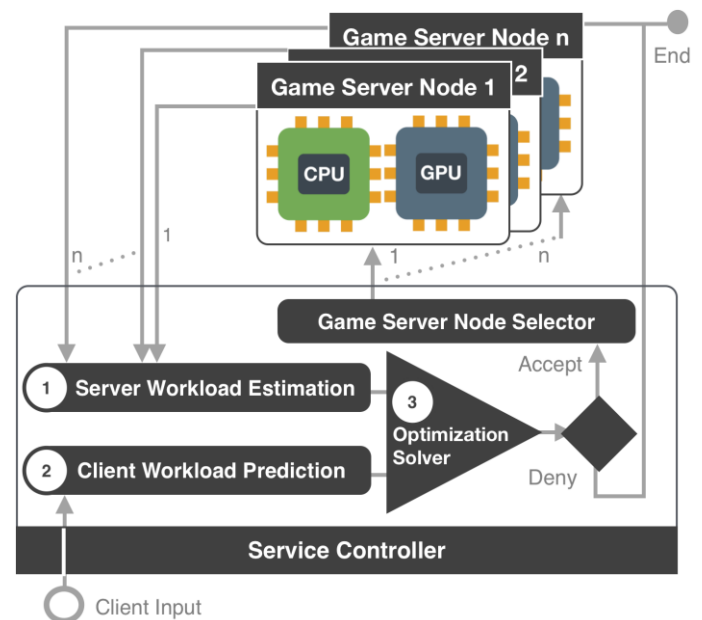 Game Server Node n
End
2
Game Server Node 1
CPU
GPU
1
n
1
n
Game Server Node Selector
Accept
1
Server Workload Estimation
3
Optimization
Solver
2
Client Workload Prediction
Deny
Service Controller
Client Input